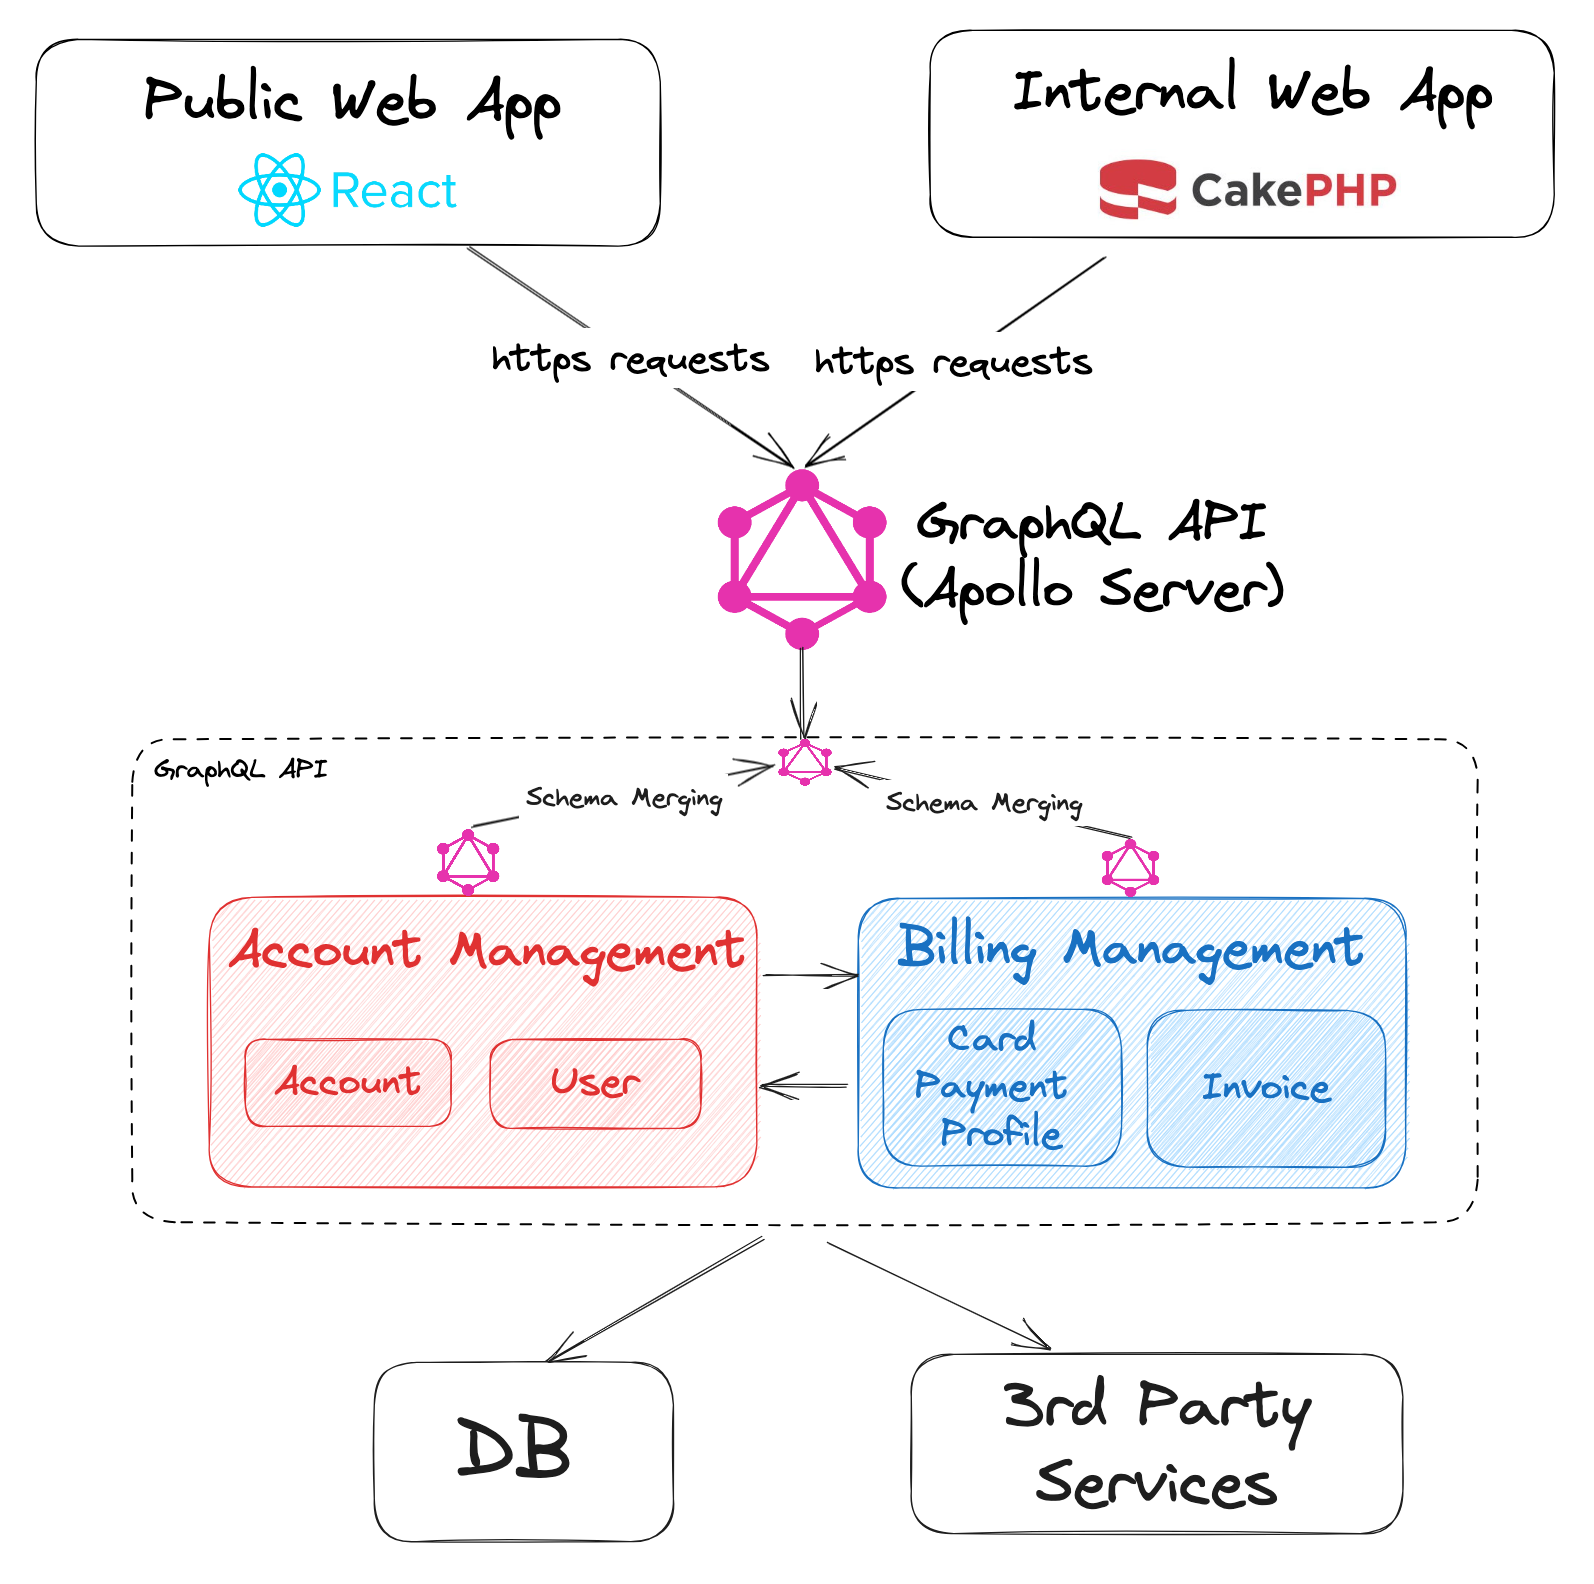 Public Web App
React
Internal Web App
CakePHP
https requests
https requests
GraphQL API
(Apollo Server)
GraphQL API
Schema Merging
Schema Merging
Account Management
Account
User
Billing Management
Card
Payment
Profile
Invoice
DB
3rd Party
Services